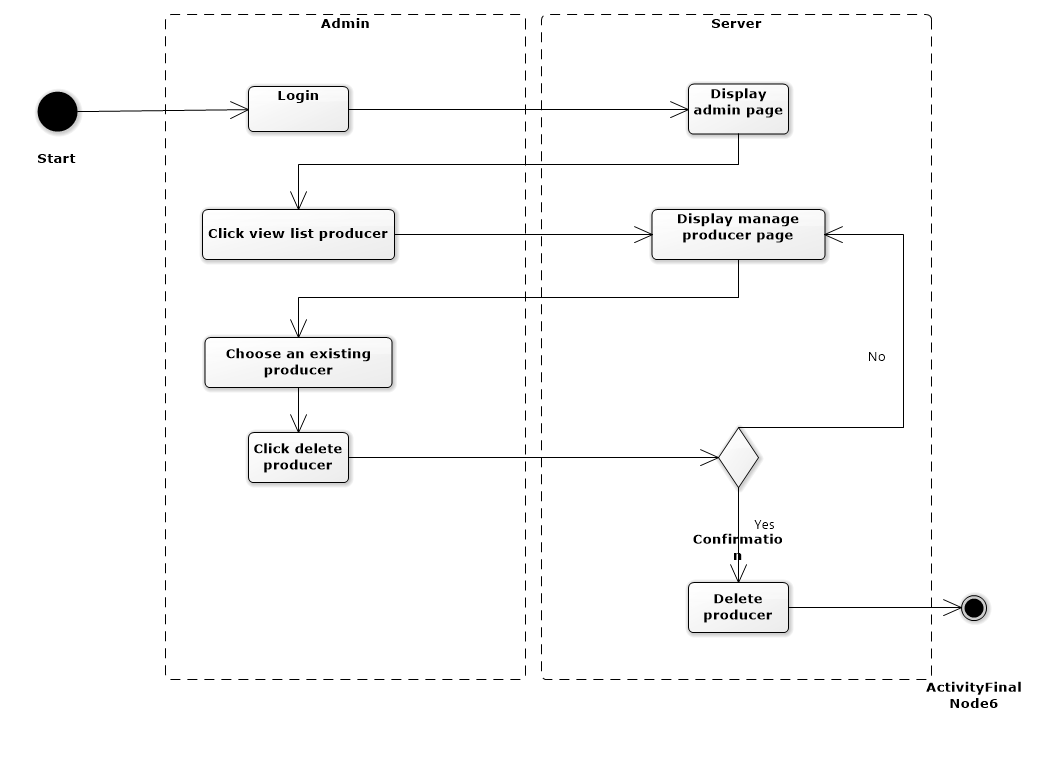 Admin
Server
Login
Display
admin page
Start
Click view list producer
Display manage
producer page
Choose an existing
producer
No
Click delete
producer
Yes
Confirmatio
n
Delete
producer
ActivityFinal
Node6